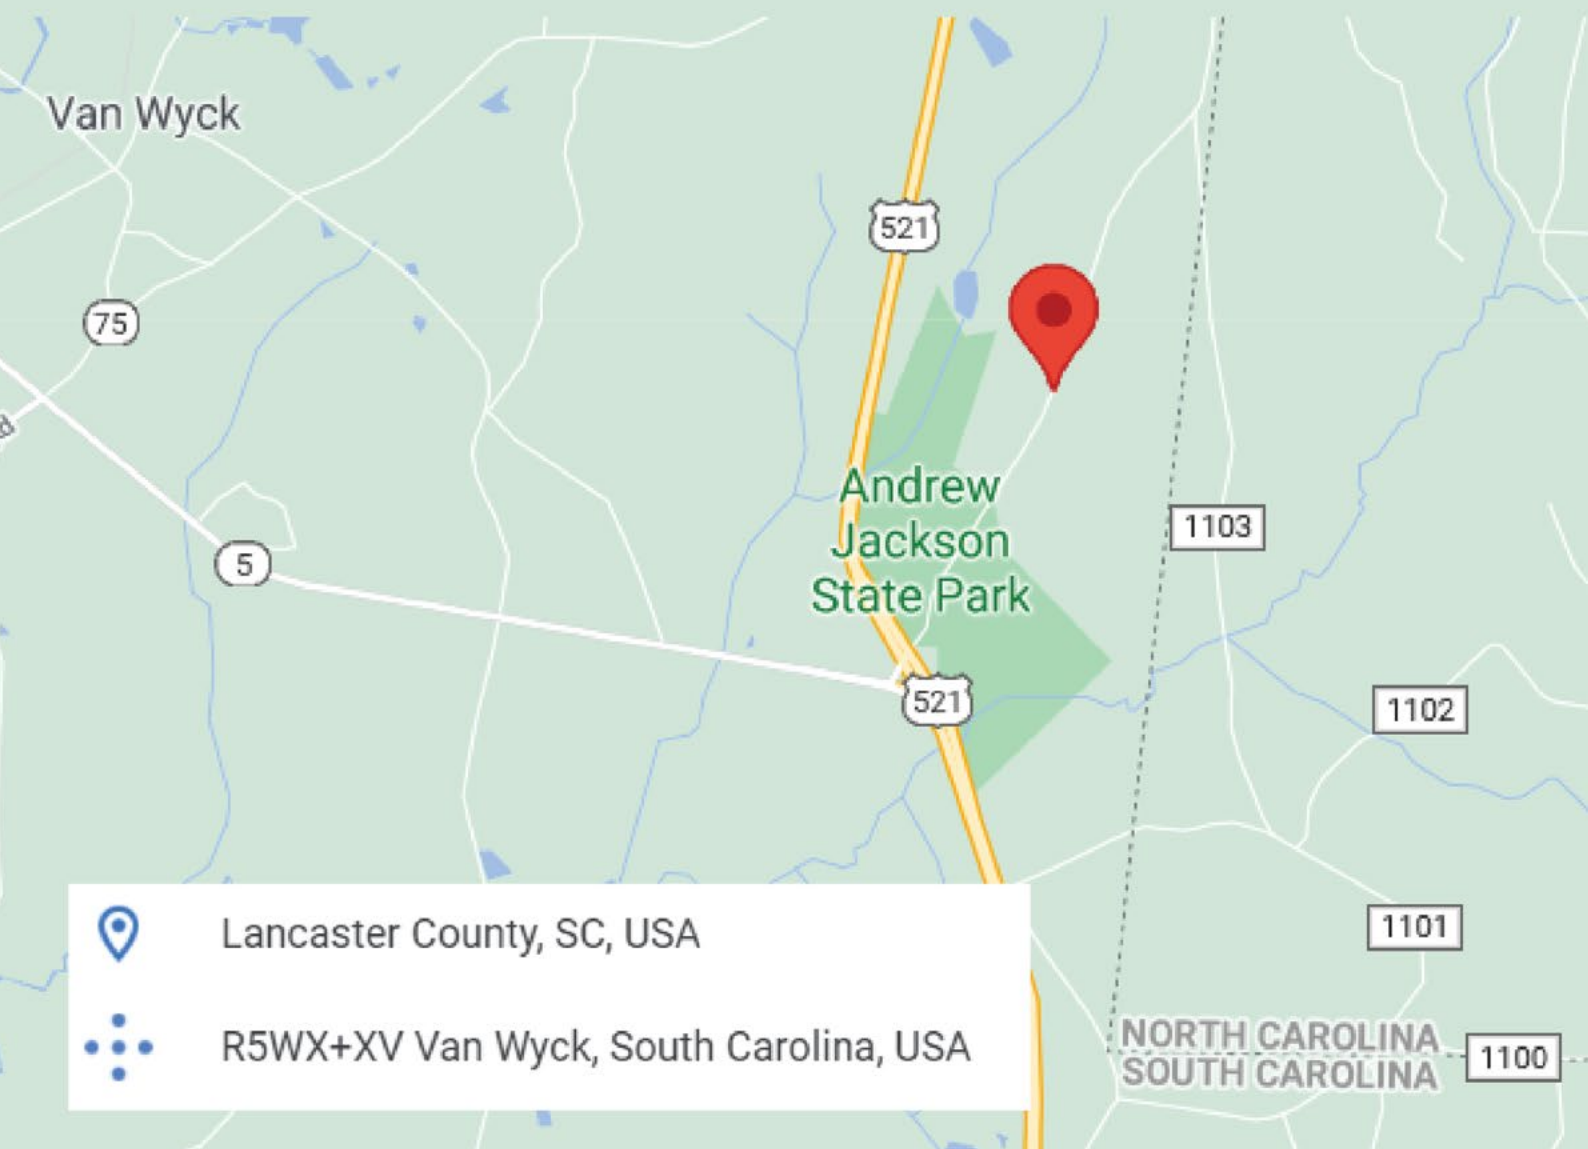 Van Wyck
521
75
Andrew
Jackson
State Park
1103
5
521
1102
Lancaster County, SC, USA
1101
R5WX+XV Van Wyck, South Carolina, USA
NORTH CAROLINA
SOUTH CAROLINA
1100